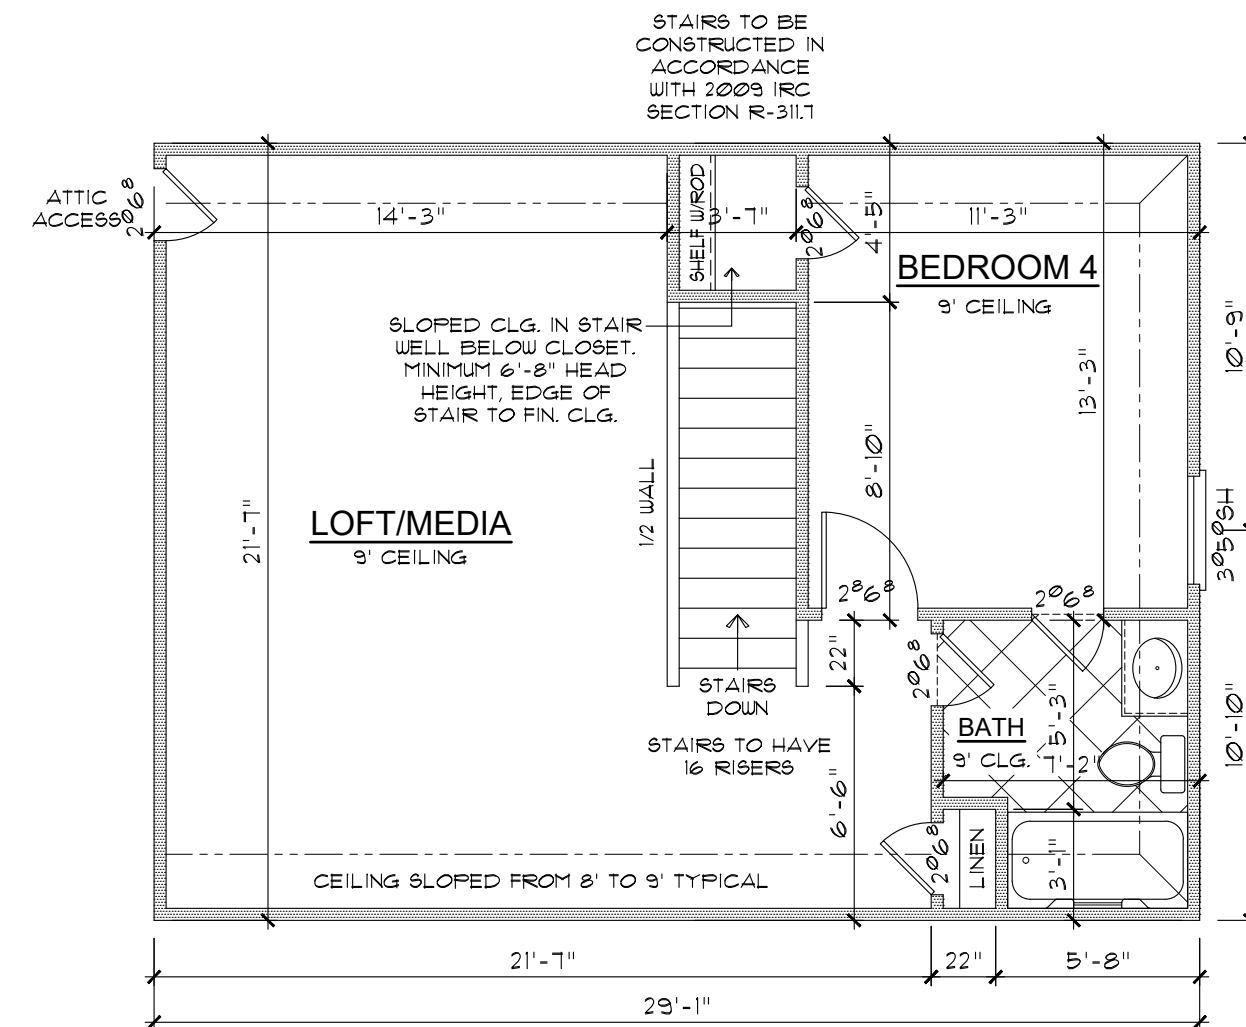 STAIRS TO BE
CONSTRUCTED IN
ACCORDANCE
WITH 2009 IRC
SECTION R-311.7
ATTIC
ACCESS
2⁰6⁸
14'-3"
SHELF W/ROD
3'-7"
2⁰6⁸
4'-5"
11'-3"
BEDROOM 4
9' CEILING
10'-9"
SLOPED CLG. IN STAIR
WELL BELOW CLOSET.
MINIMUM 6'-8" HEAD
HEIGHT, EDGE OF
STAIR TO FIN. CLG.
13'-3"
8'-10"
1/2 WALL
LOFT/MEDIA
9' CEILING
21'-7"
3⁰5⁰SH
2⁸6⁸
2⁰6⁸
22"
2⁰6⁸
STAIRS
DOWN
STAIRS TO HAVE
16 RISERS
BATH
9' CLG.
5'-3"
7'-2"
10'-10"
6'-6"
2⁰6⁸
LINEN
3'-1"
CEILING SLOPED FROM 8' TO 9' TYPICAL
21'-7"
22"
5'-8"
29'-1"